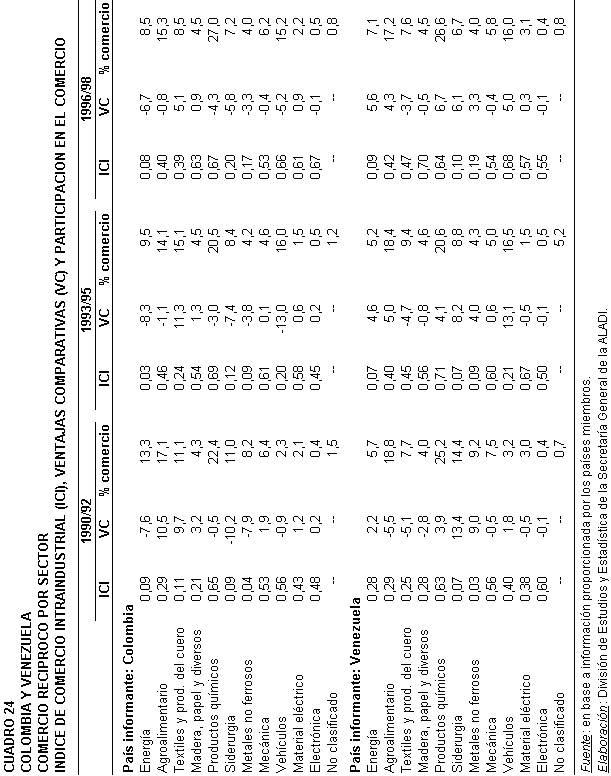 CUADRO 24
COLOMBIA Y VENEZUELA
COMERCIO RECIPROCO POR SECTOR
INDICE DE COMERCIO INTRAINDUSTRIAL (ICI), VENTAJAS COMPARATIVAS (VC) Y PARTICIPACION EN EL COMERCIO
1990/92 1993/95 1996/98
ICI VC % comercio ICI VC % comercio ICI VC % comercio
País informante: Colombia
Energía 0,09 -7,6 13,3 0,03 -8,3 9,5 0,08 -6,7 8,5
Agroalimentario 0,29 10,5 17,1 0,46 -1,1 14,1 0,40 -0,8 15,3
Textiles y prod. del cuero 0,11 9,7 11,1 0,24 11,3 15,1 0,39 5,1 8,5
Madera, papel y diversos 0,21 3,2 4,3 0,54 1,3 4,5 0,63 0,9 4,5
Productos químicos 0,65 -0,5 22,4 0,69 -3,0 20,5 0,67 -4,3 27,0
Siderurgia 0,09 -10,2 11,0 0,12 -7,4 8,4 0,20 -5,8 7,2
Metales no ferrosos 0,04 -7,9 8,2 0,09 -3,8 4,2 0,17 -3,3 4,0
Mecánica 0,53 1,9 6,4 0,61 0,1 4,6 0,53 -0,4 6,2
Vehículos 0,56 -0,9 2,3 0,20 -13,0 16,0 0,66 -5,2 15,2
Material eléctrico 0,43 1,2 2,1 0,58 0,6 1,5 0,61 0,9 2,2
Electrónica 0,48 0,2 0,4 0,45 0,2 0,5 0,67 -0,1 0,5
No clasificado -- -- 1,5 -- -- 1,2 -- -- 0,8
País informante: Venezuela
Energía 0,28 2,2 5,7 0,07 4,6 5,2 0,09 5,6 7,1
Agroalimentario 0,29 -5,5 18,8 0,40 5,0 18,4 0,42 4,3 17,2
Textiles y prod. del cuero 0,25 -5,1 7,7 0,45 -4,7 9,4 0,47 -3,7 7,6
Madera, papel y diversos 0,28 -2,8 4,0 0,56 -0,8 4,6 0,70 -0,5 4,5
Productos químicos 0,63 3,9 25,2 0,71 4,1 20,6 0,64 6,7 26,6
Siderurgia 0,07 13,4 14,4 0,07 8,2 8,8 0,10 6,1 6,7
Metales no ferrosos 0,03 9,0 9,2 0,09 4,0 4,3 0,19 3,3 4,0
Mecánica 0,56 -0,5 7,5 0,60 0,6 5,0 0,54 -0,4 5,8
Vehículos 0,40 1,8 3,2 0,21 13,1 16,5 0,68 5,0 16,0
Material eléctrico 0,38 -0,5 3,0 0,67 -0,5 1,5 0,57 0,3 3,1
Electrónica 0,60 -0,1 0,4 0,50 -0,1 0,5 0,55 -0,1 0,4
No clasificado -- -- 0,7 -- -- 5,2 -- -- 0,8
Fuente: en base a información proporcionada por los países miembros.
Elaboración: División de Estudios y Estadística de la Secretaría General de la ALADI.